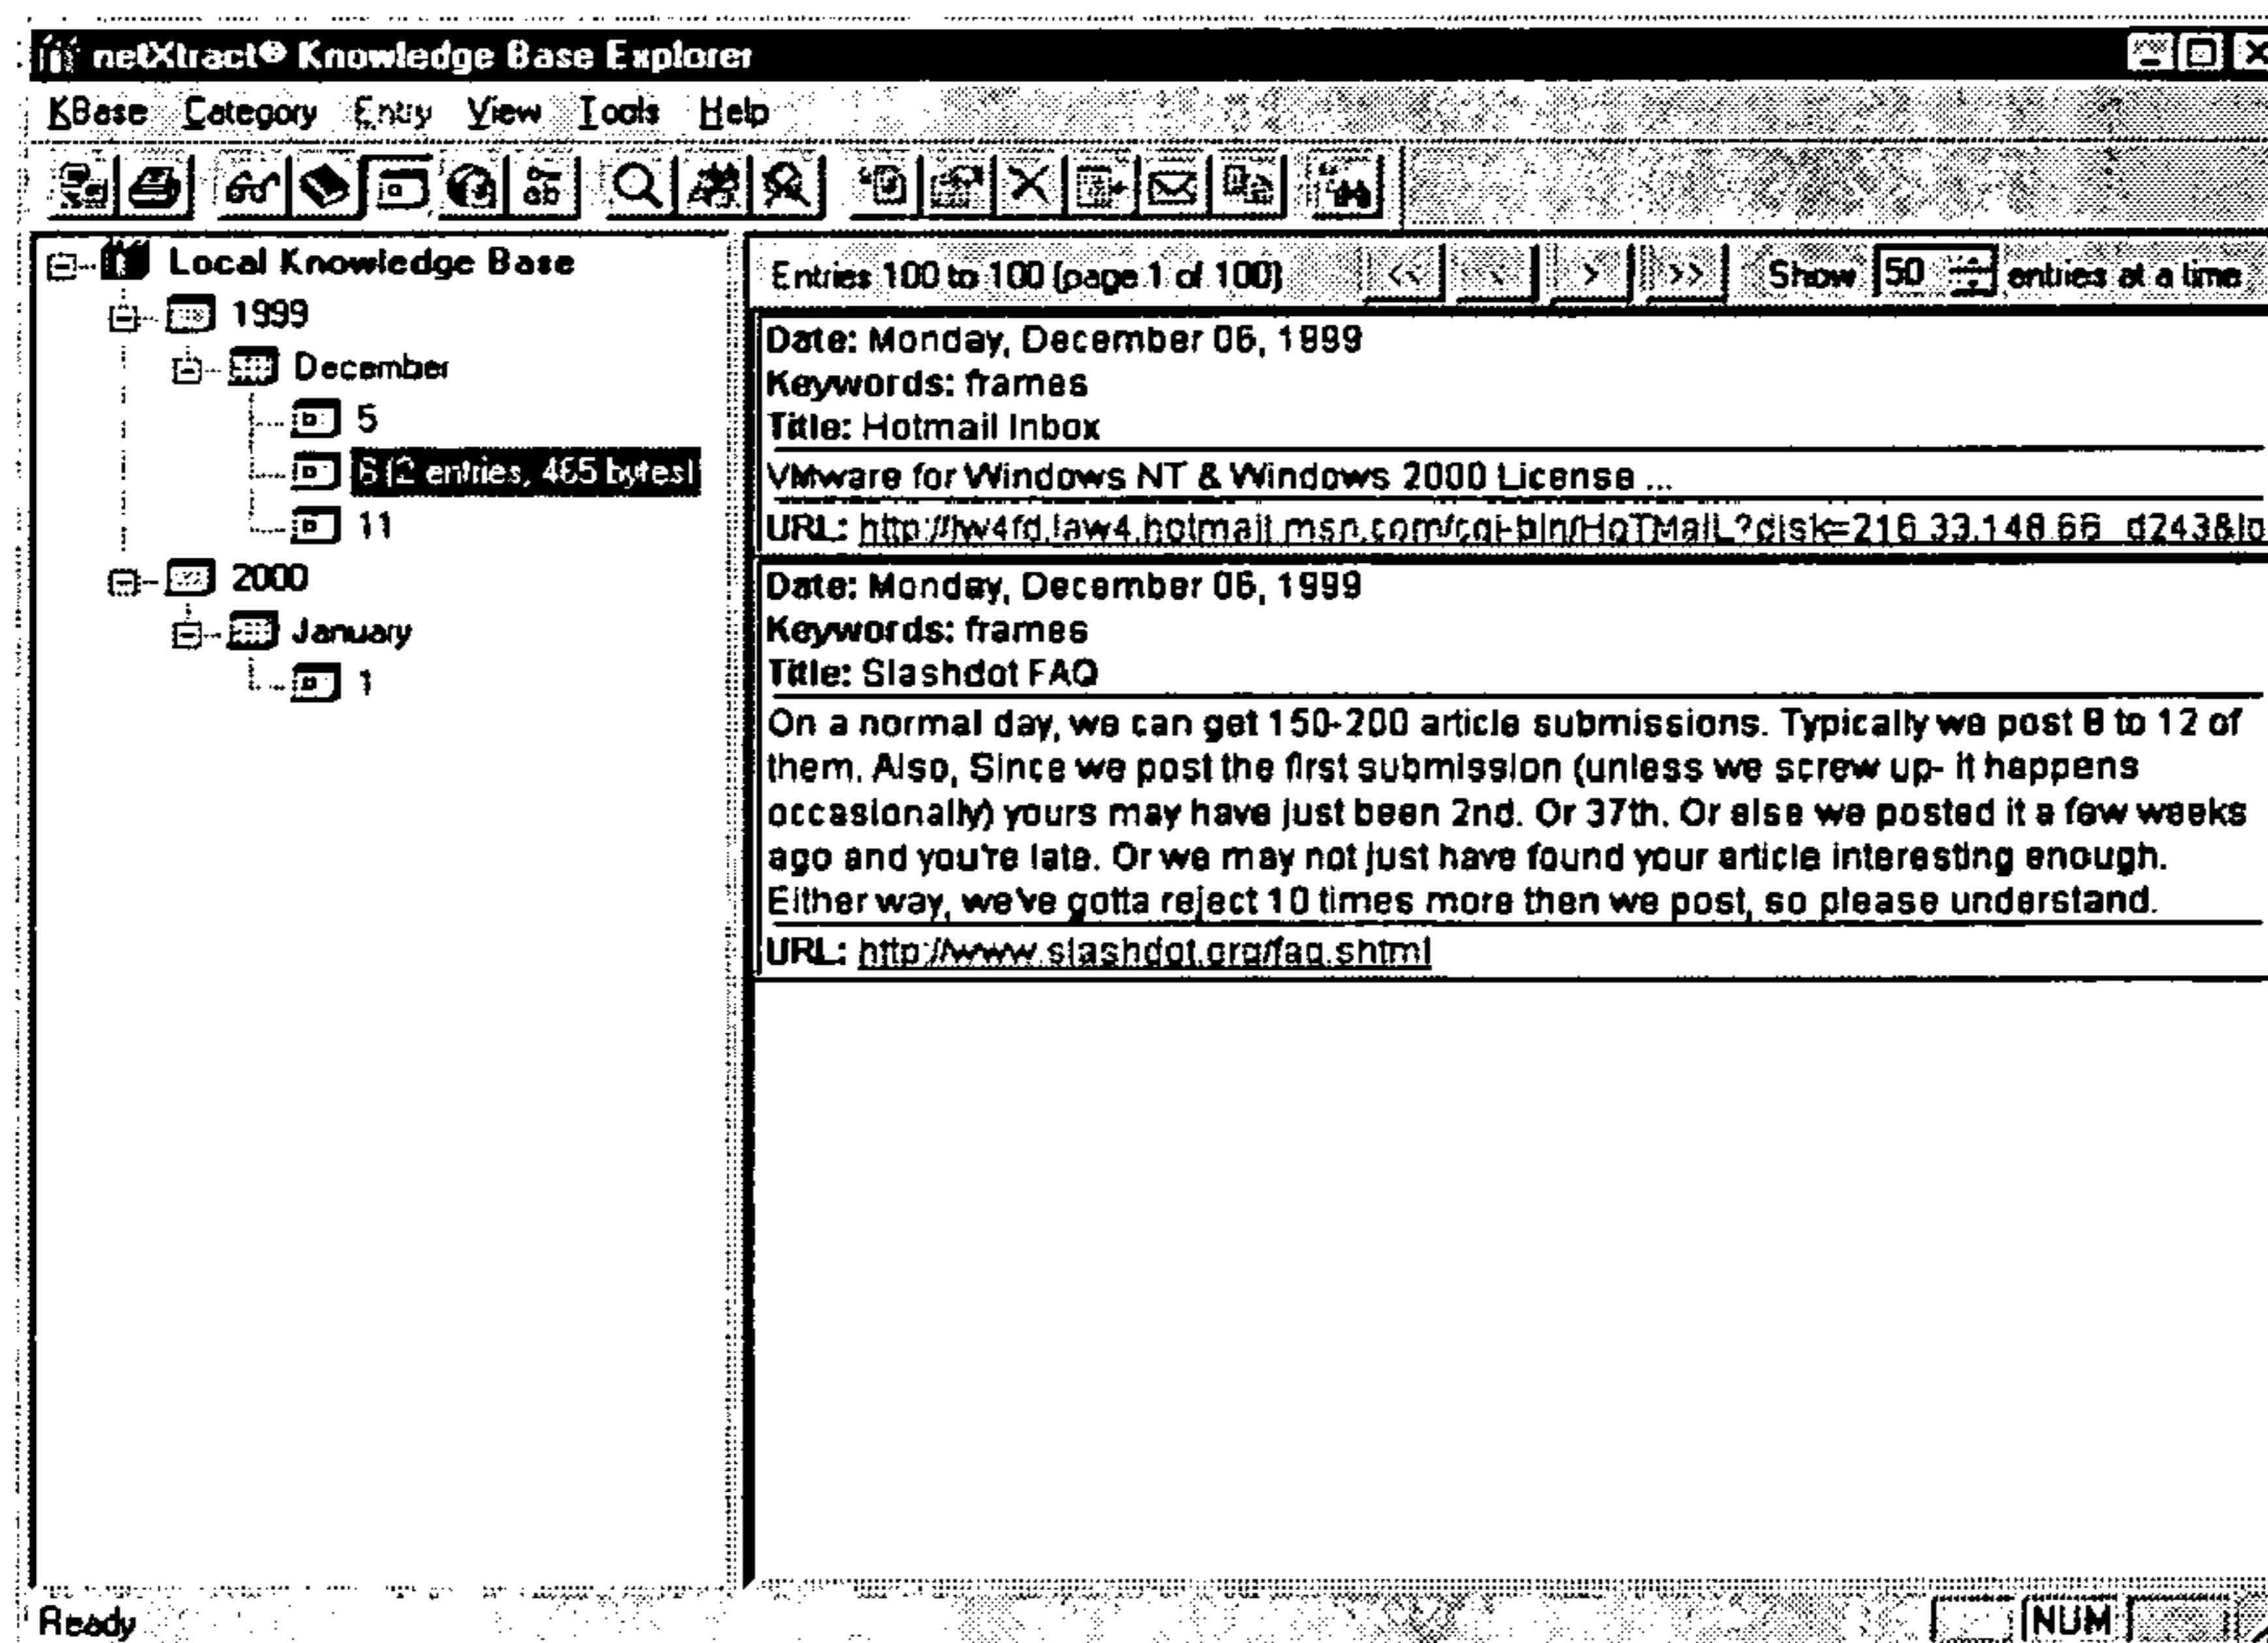 netXtract® Knowledge Base Explorer
KBase Category Entry View Tools Help
Local Knowledge Base
1999
December
5
6 (2 entries, 465 bytes)
11
2000
January
1
Entries 100 to 100 (page 1 of 100) << < > >> Show 50 entries at a time
Date: Monday, December 06, 1999
Keywords: frames
Title: Hotmail Inbox
VMware for Windows NT & Windows 2000 License ...
URL: http://lw4fd.law4.hotmail.msn.com/cgi-bin/HoTMaiL?disk=216.33.148.66_d243&lo
Date: Monday, December 06, 1999
Keywords: frames
Title: Slashdot FAQ
On a normal day, we can get 150-200 article submissions. Typically we post 8 to 12 of
them. Also, Since we post the first submission (unless we screw up- it happens
occasionally) yours may have just been 2nd. Or 37th. Or else we posted it a few weeks
ago and you're late. Or we may not just have found your article interesting enough.
Either way, we've gotta reject 10 times more then we post, so please understand.
URL: http://www.slashdot.org/faq.shtml
Ready
NUM